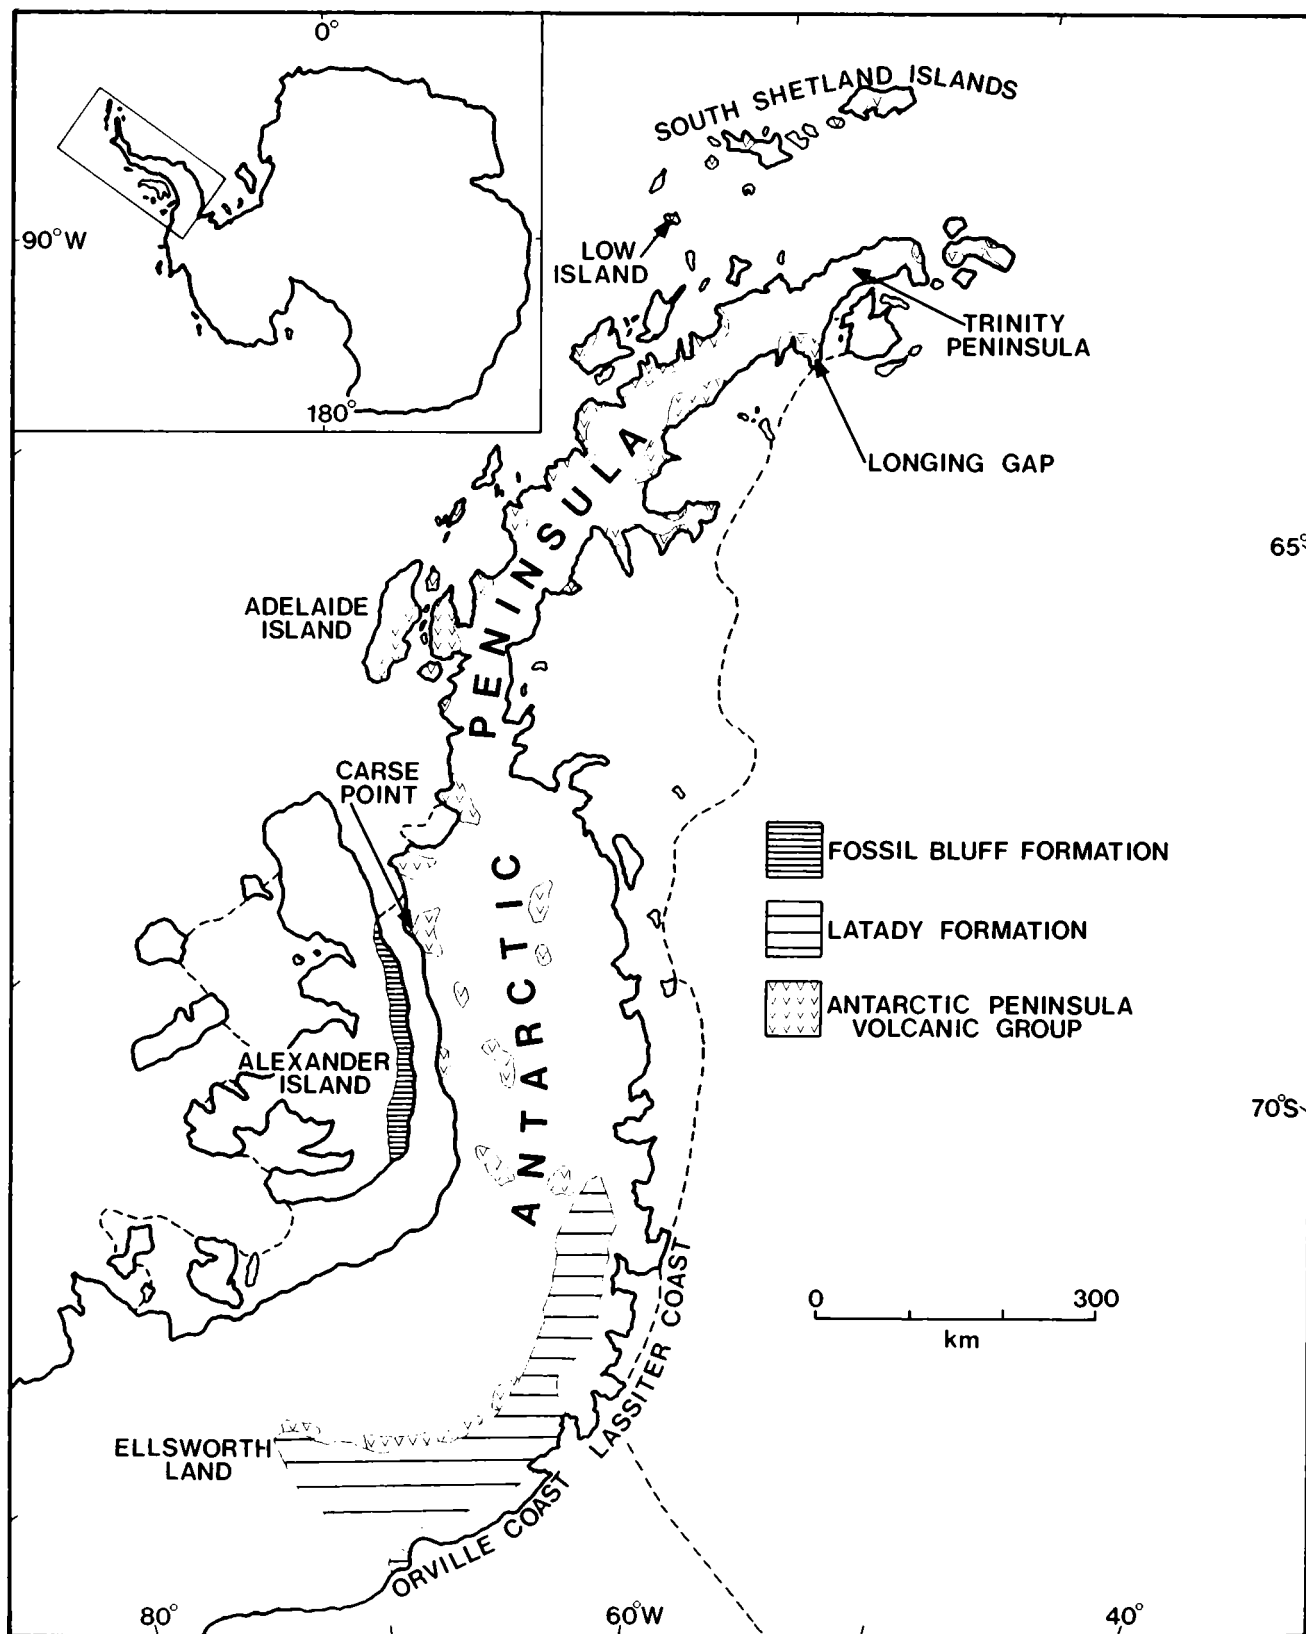 0°
90°W
180°
SOUTH SHETLAND ISLANDS
LOW
ISLAND
TRINITY
PENINSULA
LONGING GAP
65°
ADELAIDE
ISLAND
CARSE
POINT
ANTARCTIC PENINSULA
FOSSIL BLUFF FORMATION
LATADY FORMATION
ANTARCTIC PENINSULA
VOLCANIC GROUP
ALEXANDER
ISLAND
70°S
LASSITER COAST
0 300
km
ELLSWORTH
LAND
ORVILLE COAST
80° 60°W 40°